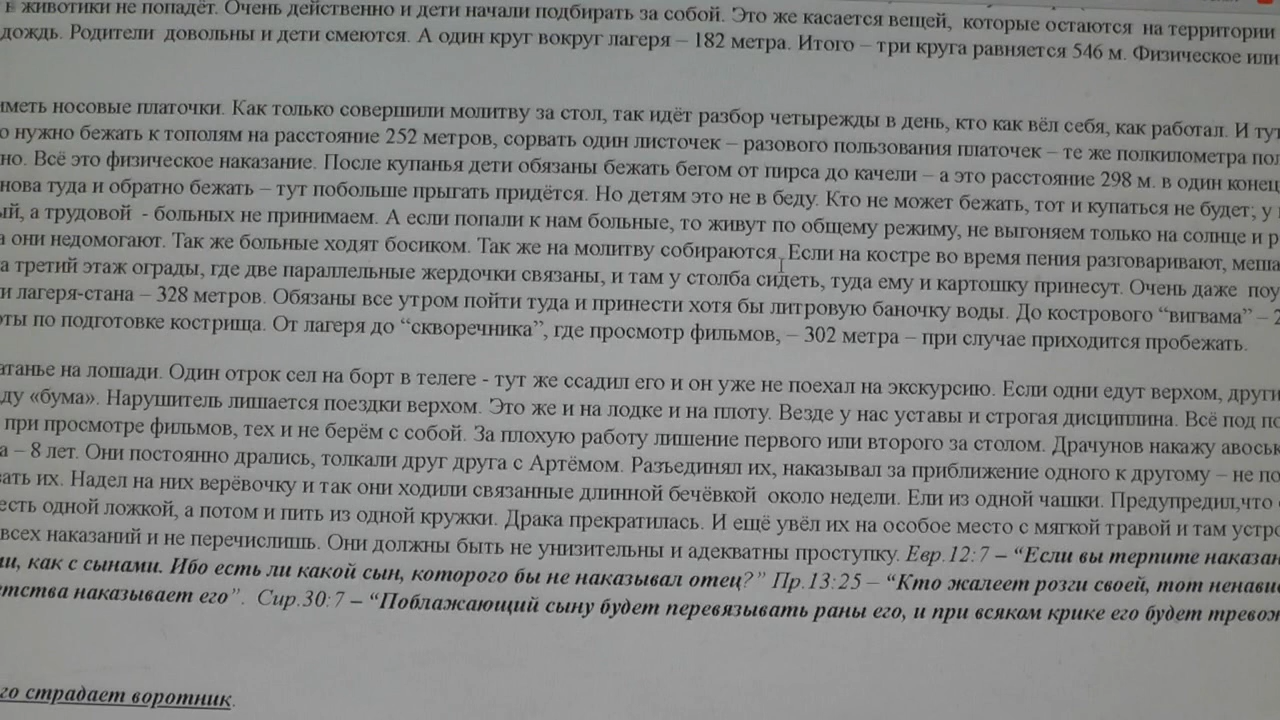 животики не попадёт. Очень действенно и дети начали подбирать за собой. Это же касается вещей, которые остаются на территории
дождь. Родители довольны и дети смеются. А один круг вокруг лагеря – 182 метра. Итого – три круга равняется 546 м. Физическое или
иметь носовые платочки. Как только совершили молитву за стол, так идёт разбор четырежды в день, кто как вёл себя, как работал. И тут
о нужно бежать к тополям на расстояние 252 метров, сорвать один листочек – разового пользования платочек – те же полкилометра
но. Всё это физическое наказание. После купанья дети обязаны бежать бегом от пирса до качели – а это расстояние 298 м. в один конец
нова туда и обратно бежать – тут побольше прыгать придётся. Но детям это не в беду. Кто не может бежать, тот и купаться не будет; у
ый, а трудовой - больных не принимаем. А если попали к нам больные, то живут по общему режиму, не выгоняем только на солнце и
а они недомогают. Так же больные ходят босиком. Так же на молитву собираются. Если на костре во время пения разговаривают, меша
а третий этаж ограды, где две параллельные жердочки связаны, и там у столба сидеть, туда ему и картошку принесут. Очень даже поу
и лагеря-стана – 328 метров. Обязаны все утром пойти туда и принести хотя бы литровую баночку воды. До кострового “вигвама” – 2
оты по подготовке кострища. От лагеря до “скворечника”, где просмотр фильмов, – 302 метра – при случае приходится пробежать.
атанье на лошади. Один отрок сел на борт в телеге - тут же ссадил его и он уже не поехал на экскурсию. Если одни едут верхом, други
ду «бума». Нарушитель лишается поездки верхом. Это же и на лодке и на плоту. Везде у нас уставы и строгая дисциплина. Всё под по
при просмотре фильмов, тех и не берём с собой. За плохую работу лишение первого или второго за столом. Драчунов накажу авоськ
а – 8 лет. Они постоянно дрались, толкали друг друга с Артёмом. Разъединял их, наказывал за приближение одного к другому – не по
зать их. Надел на них верёвочку и так они ходили связанные длинной бечёвкой около недели. Ели из одной чашки. Предупредил,что
есть одной ложкой, а потом и пить из одной кружки. Драка прекратилась. И ещё увёл их на особое место с мягкой травой и там устро
всех наказаний и не перечислишь. Они должны быть не унизительны и адекватны проступку. Евр.12:7 – “Если вы терпите наказан
ми, как с сынами. Ибо есть ли какой сын, которого бы не наказывал отец?” Пр.13:25 – “Кто жалеет розги своей, тот ненавис
етства наказывает его”. Сир.30:7 – “Поблажающий сыну будет перевязывать раны его, и при всяком крике его будет тревож
го страдает воротник.